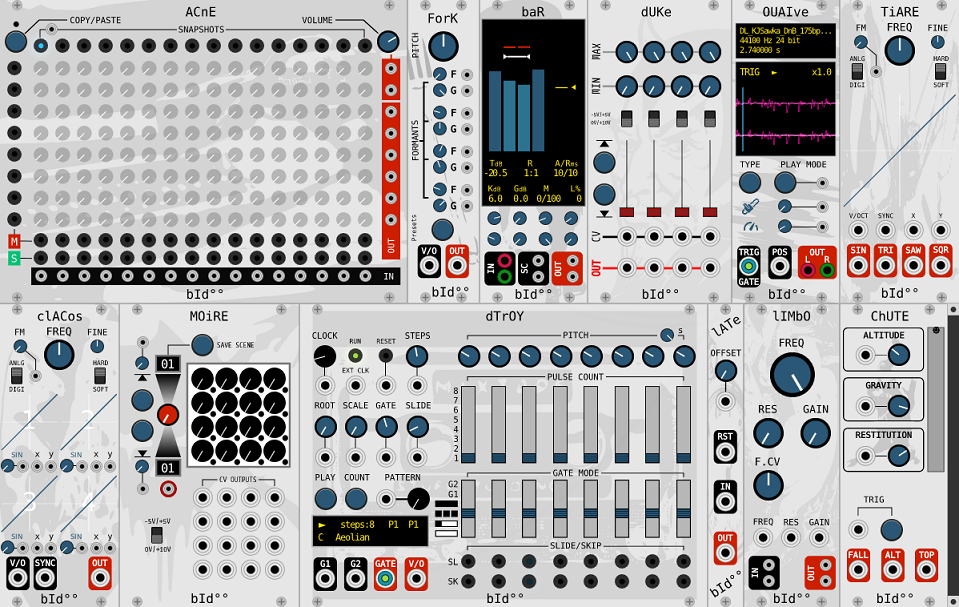 ACnE
COPY/PASTE
VOLUME
SNAPSHOTS
M
S
OUT
IN
bId°°
ForK
PITCH
FORMANTS
F
G
F
G
F
G
F
G
Presets
V/O
OUT
bId°°
baR
TdB R A/Rms
-20.5 1:1 10/10
KdB GdB M L%
6.0 0.0 0/100 0
IN
SC
OUT
bId°°
dUKe
MAX
MIN
-5V/+5V
0V/+10V
CV
OUT
bId°°
OUAIve
DL_KJSawka_DnB_175bp...
44100 Hz 24 bit
2.740000 s
TRIG ► x1.0
TYPE PLAY MODE
TRIG
GATE
POS
OUT
L R
bId°°
TiARE
FM FREQ FINE
ANLG
DIGI
HARD
SOFT
V/OCT SYNC X Y
SIN TRI SAW SQR
bId°°
clACos
FM FREQ FINE
ANLG
DIGI
HARD
SOFT
1 2
SIN x y SIN x y
3 4
SIN x y SIN x y
V/O SYNC OUT
bId°°
MOiRE
SAVE SCENE
01
01
CV OUTPUTS
-5V/+5V
0V/+10V
bId°°
dTrOY
CLOCK RUN RESET STEPS
EXT CLK
ROOT SCALE GATE SLIDE
PLAY COUNT PATTERN
► steps:8 P1 P1
C Aeolian
G1 G2 GATE V/O
PITCH
S
PULSE COUNT
8
7
6
5
4
3
2
1
GATE MODE
G2
G1
SLIDE/SKIP
SL
SK
bId°°
lATe
OFFSET
RST
IN
OUT
bId°°
lIMbO
FREQ
RES GAIN
F.CV
FREQ RES GAIN
IN
OUT
bId°°
ChUTE
ALTITUDE
GRAVITY
RESTITUTION
TRIG
FALL ALT TOP
bId°°